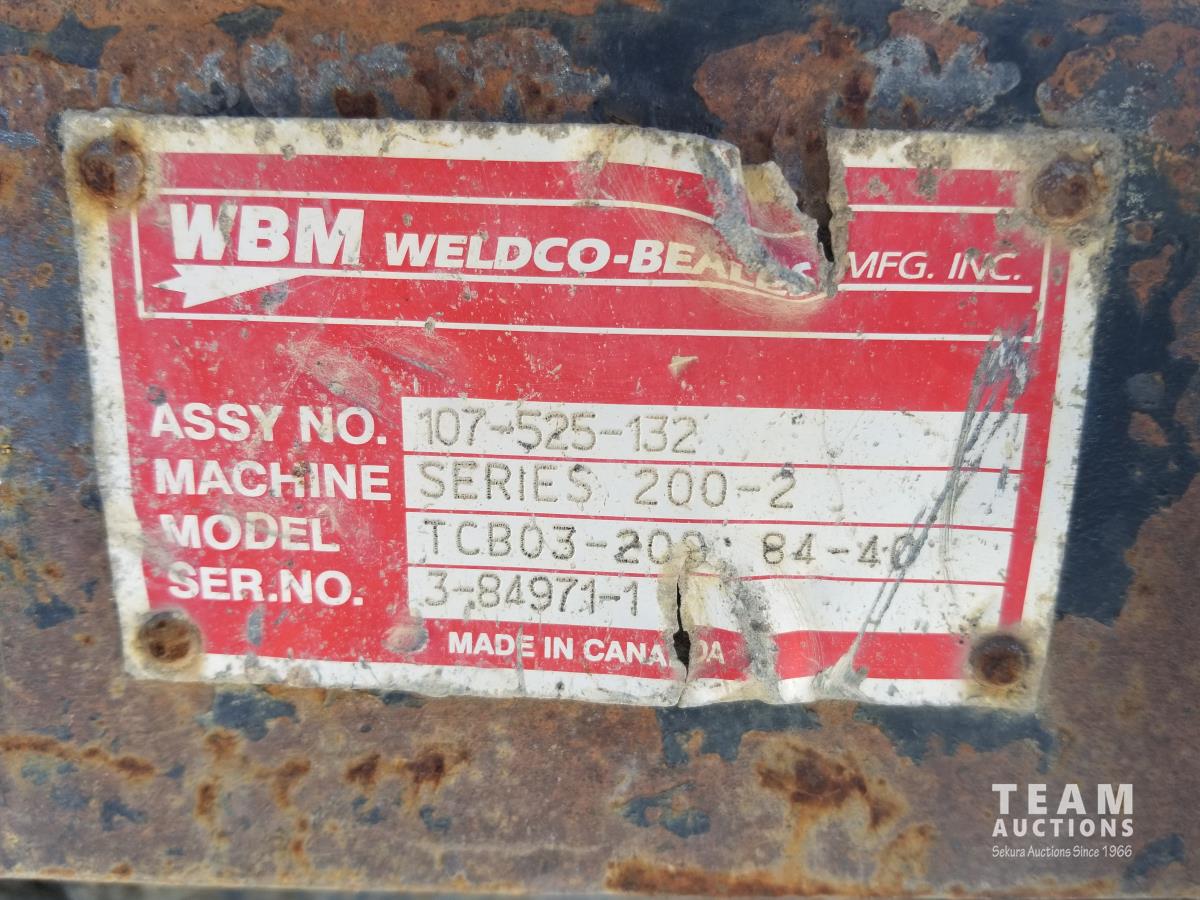 WBM WELDCO-BEALES MFG. INC.
ASSY NO. 107-525-132
MACHINE SERIES 200-2
MODEL TCB03-200 84-40
SER.NO. 3-84971-1
MADE IN CANADA
TEAM
AUCTIONS
Sekura Auctions Since 1966